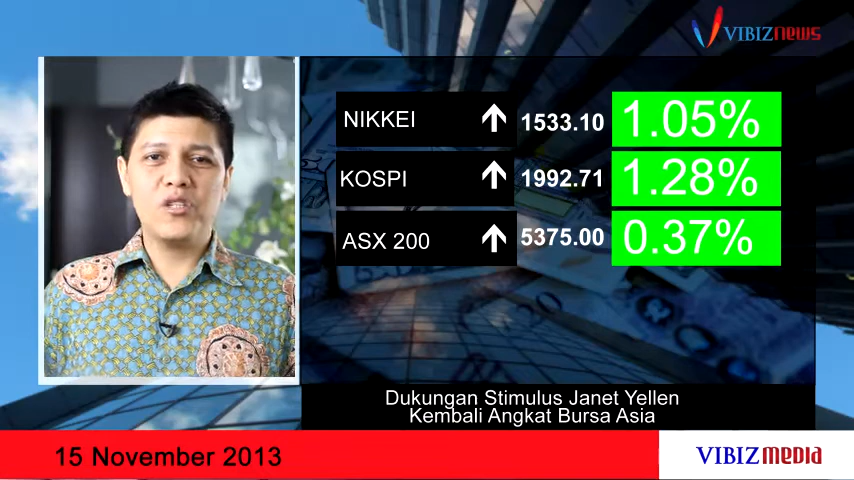 VIBIZnews
NIKKEI 1533.10 1.05%
KOSPI 1992.71 1.28%
ASX 200 5375.00 0.37%
Dukungan Stimulus Janet Yellen
Kembali Angkat Bursa Asia
15 November 2013
VIBIZmedia